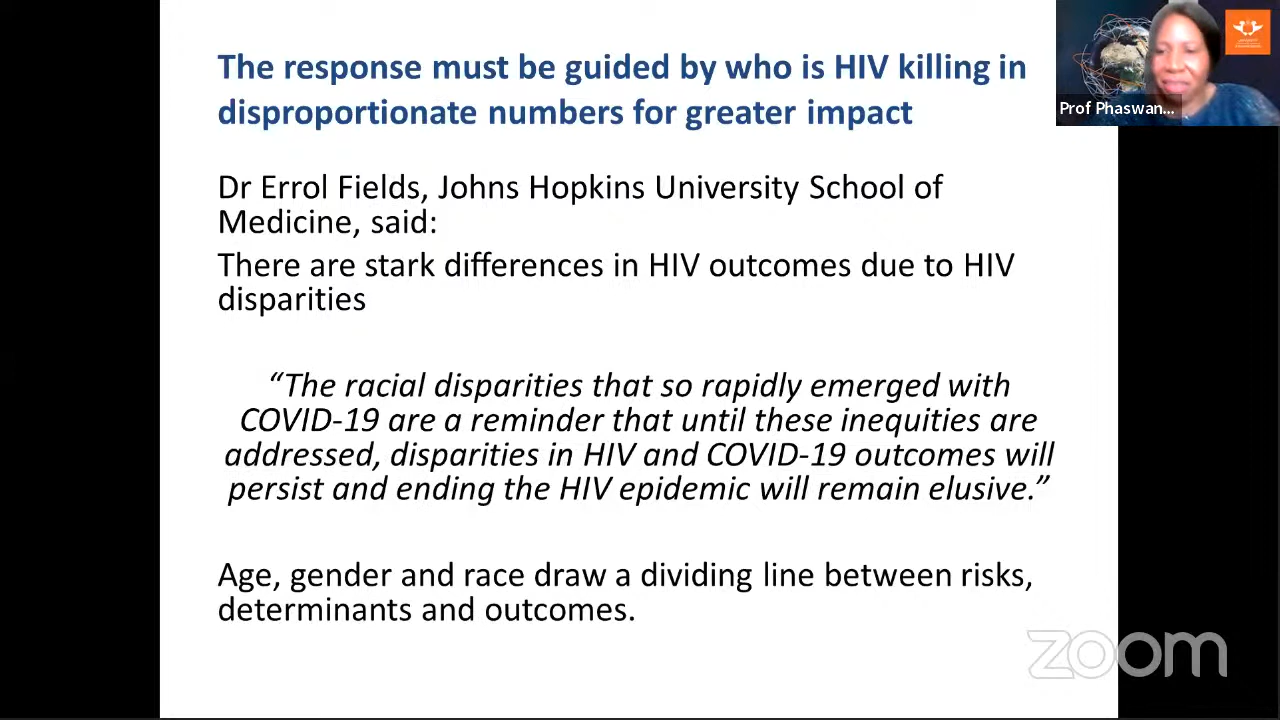 The response must be guided by who is HIV killing in
disproportionate numbers for greater impact
Prof Phaswan...
Dr Errol Fields, Johns Hopkins University School of
Medicine, said:
There are stark differences in HIV outcomes due to HIV
disparities
“The racial disparities that so rapidly emerged with
COVID-19 are a reminder that until these inequities are
addressed, disparities in HIV and COVID-19 outcomes will
persist and ending the HIV epidemic will remain elusive.”
Age, gender and race draw a dividing line between risks,
determinants and outcomes.
zoom